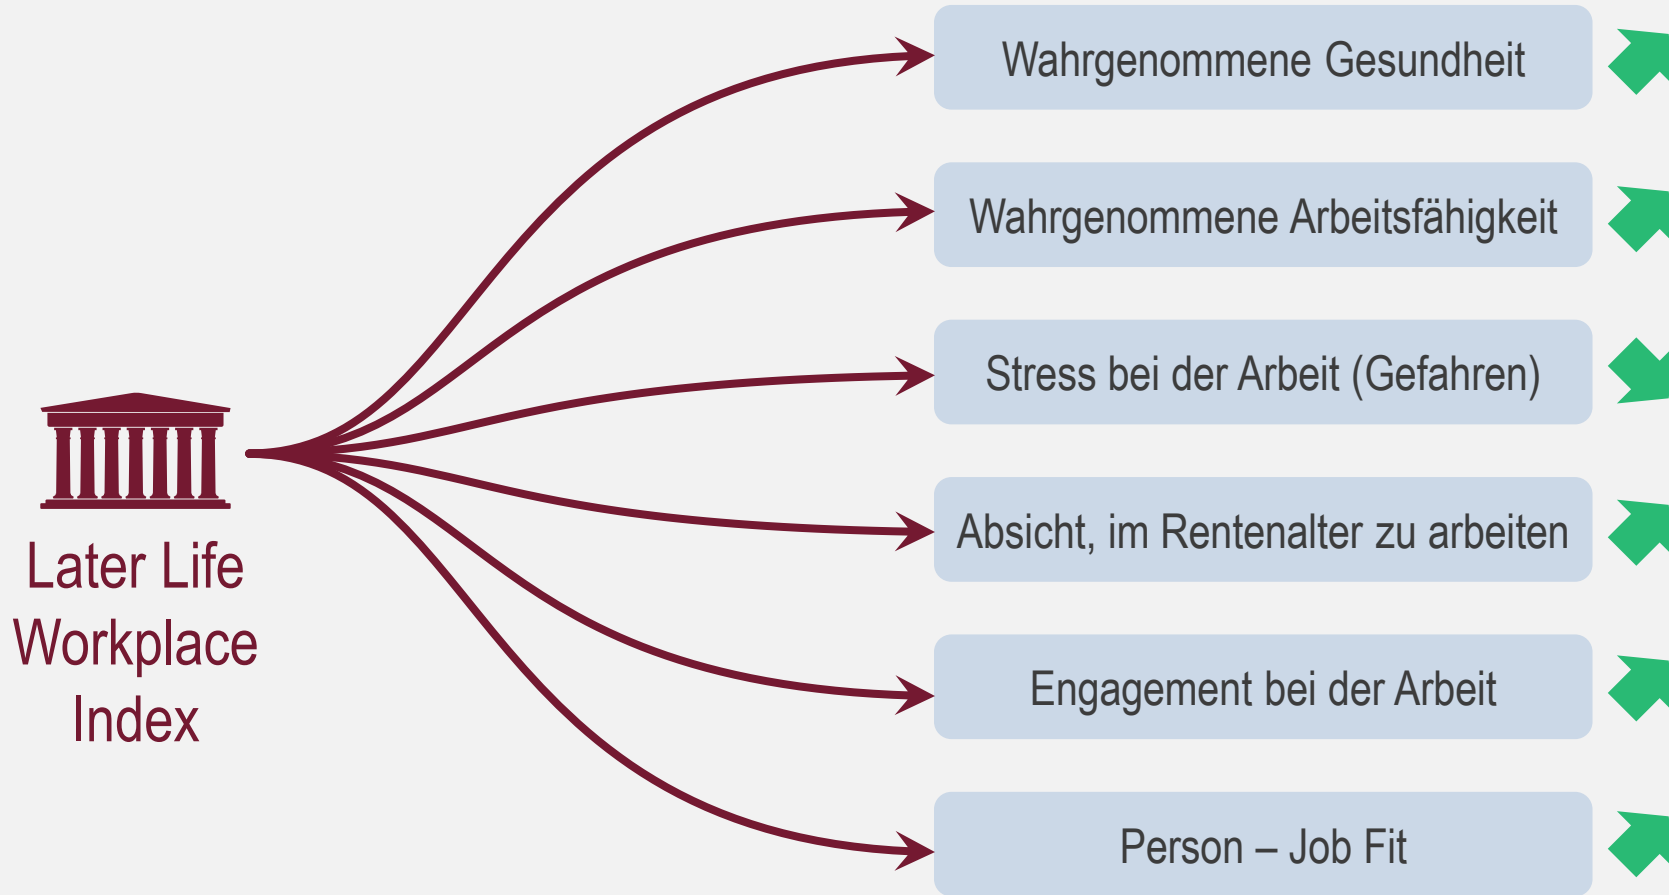 Wahrgenommene Gesundheit
Wahrgenommene Arbeitsfähigkeit
Stress bei der Arbeit (Gefahren)
Absicht, im Rentenalter zu arbeiten
Engagement bei der Arbeit
Person – Job Fit
Later Life
Workplace
Index